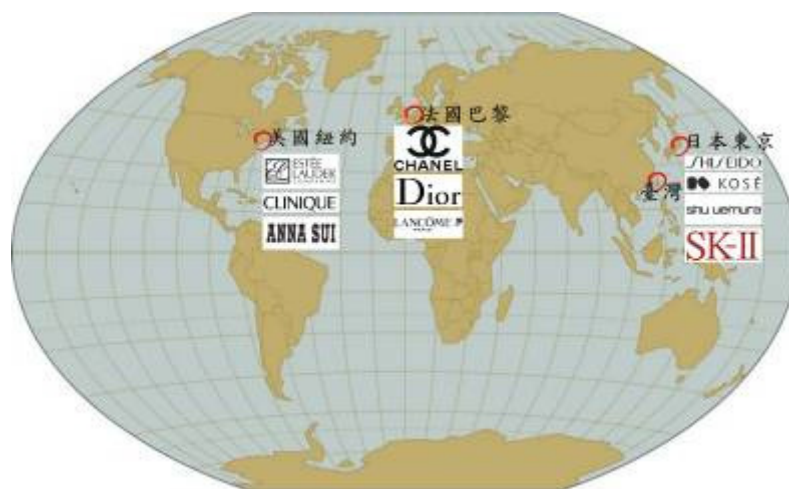 美國紐約
ESTĒE
LAUDER
CLINIQUE
ANNA SUI
法國巴黎
CHANEL
Dior
LANCÔME
日本東京
SHISEIDO
臺灣
KOSÉ
shu uemura
SK-II